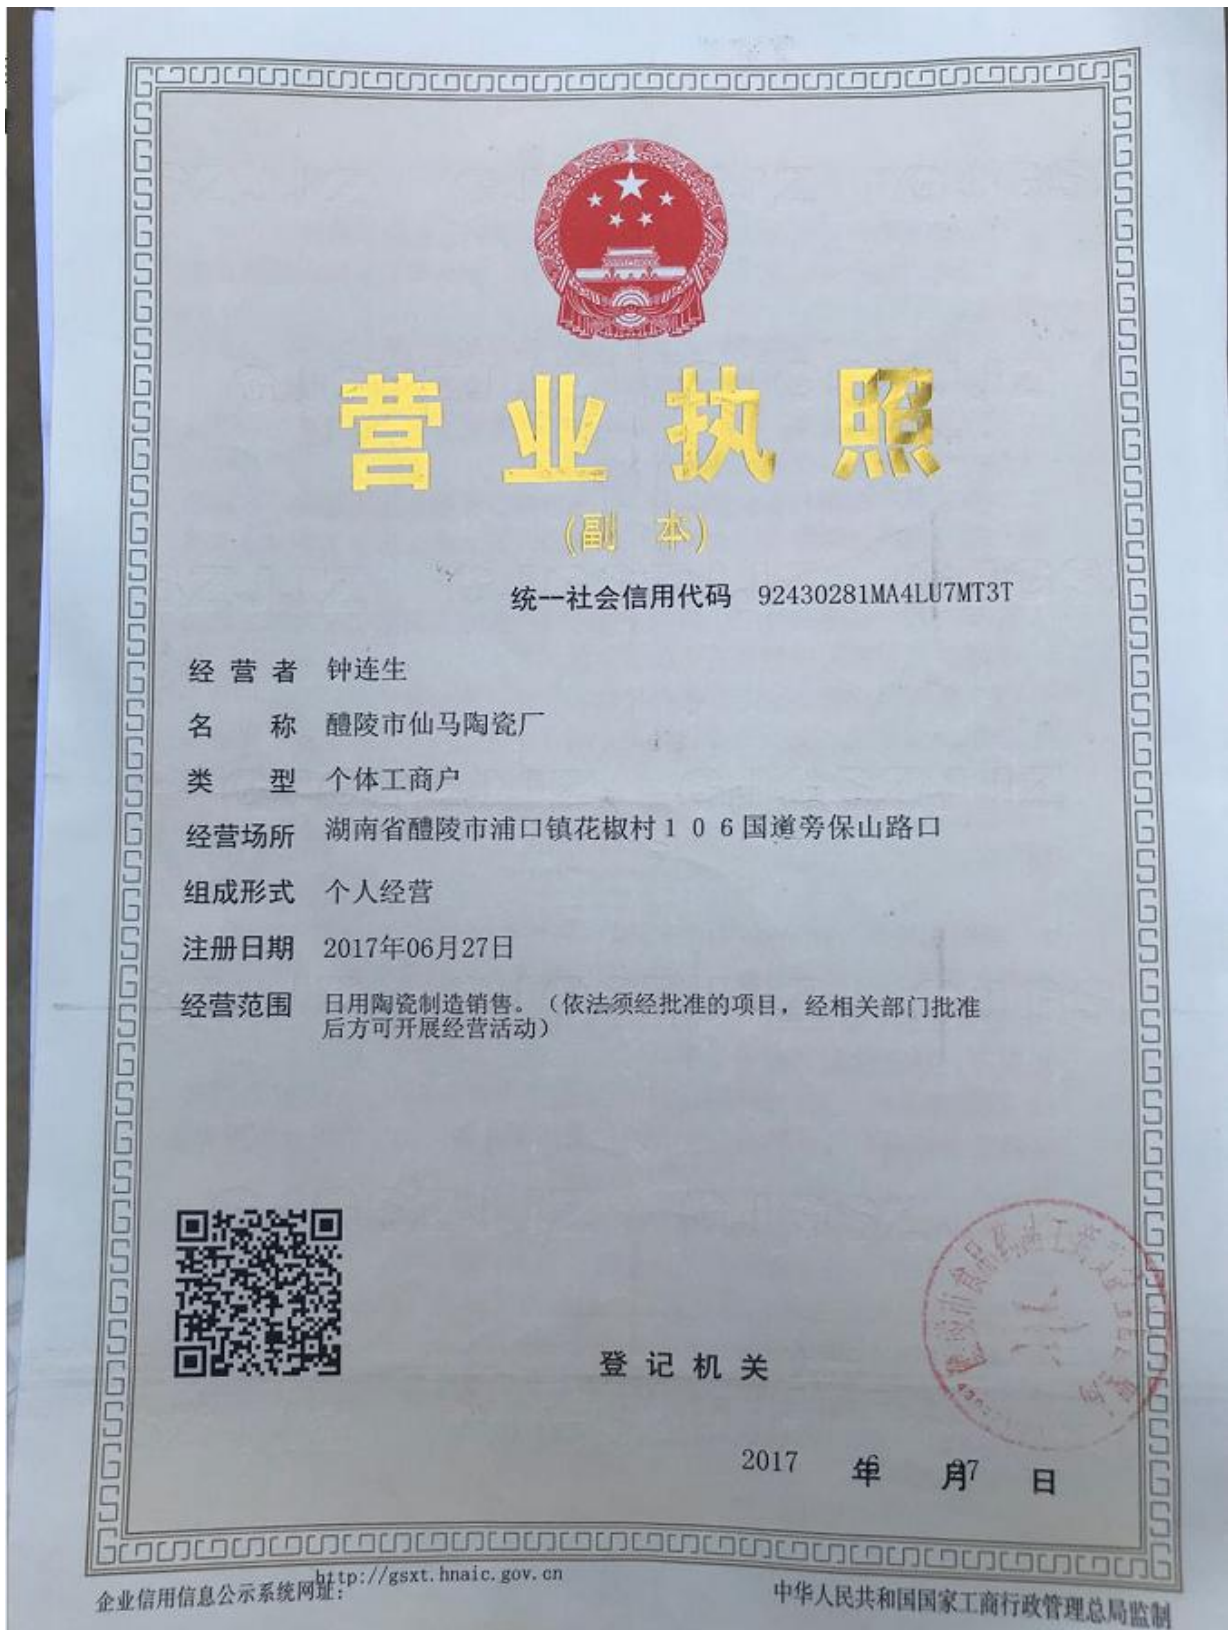 营业执照
(副 本)
统一社会信用代码 92430281MA4LU7MT3T
经营者 钟连生
名称 醴陵市仙马陶瓷厂
类型 个体工商户
经营场所 湖南省醴陵市浦口镇花椒村106国道旁保山路口
组成形式 个人经营
注册日期 2017年06月27日
经营范围 日用陶瓷制造销售。（依法须经批准的项目，经相关部门批准
后方可开展经营活动）
登记机关
2017 年 6 月 27 日
企业信用信息公示系统网址: http://gsxt.hnaic.gov.cn
中华人民共和国国家工商行政管理总局监制